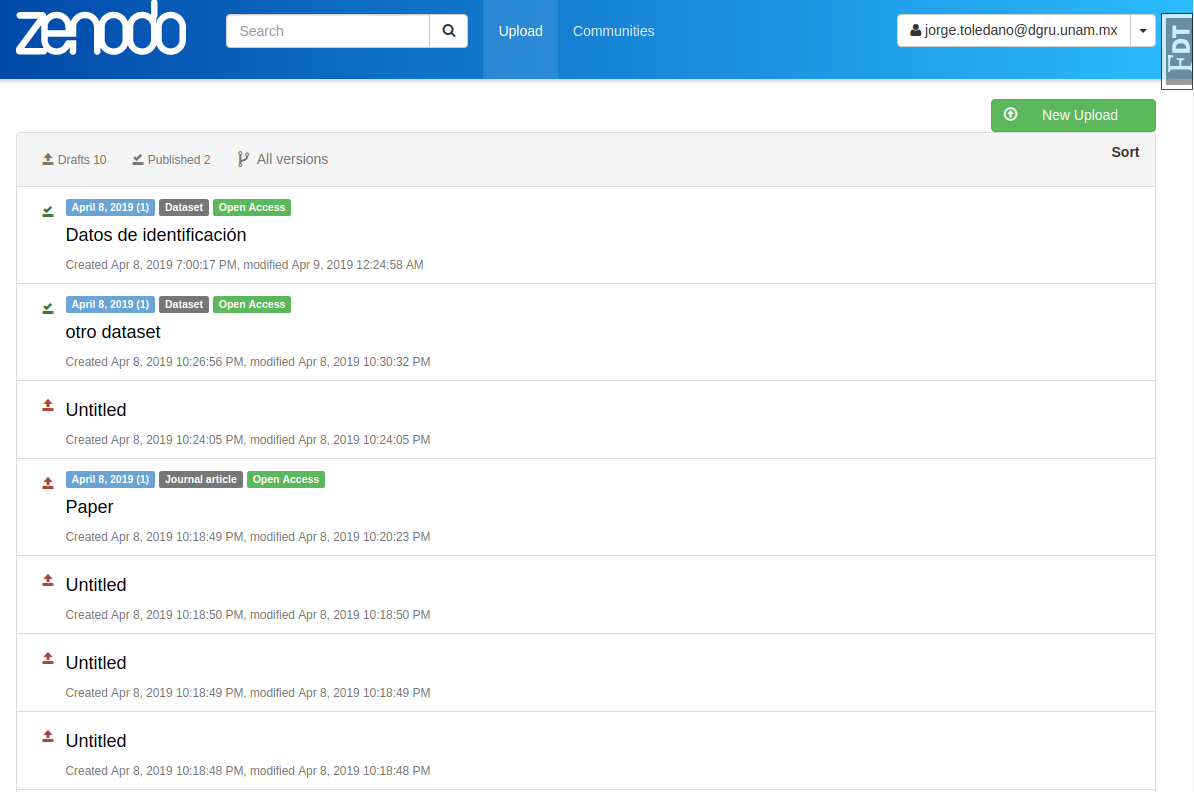 zenodo
Search
Upload
Communities
jorge.toledano@dgru.unam.mx
EDT
New Upload
Drafts 10 Published 2 All versions
Sort
April 8, 2019 (1) Dataset Open Access
Datos de identificación
Created Apr 8, 2019 7:00:17 PM, modified Apr 9, 2019 12:24:58 AM
April 8, 2019 (1) Dataset Open Access
otro dataset
Created Apr 8, 2019 10:26:56 PM, modified Apr 8, 2019 10:30:32 PM
Untitled
Created Apr 8, 2019 10:24:05 PM, modified Apr 8, 2019 10:24:05 PM
April 8, 2019 (1) Journal article Open Access
Paper
Created Apr 8, 2019 10:18:49 PM, modified Apr 8, 2019 10:20:23 PM
Untitled
Created Apr 8, 2019 10:18:50 PM, modified Apr 8, 2019 10:18:50 PM
Untitled
Created Apr 8, 2019 10:18:49 PM, modified Apr 8, 2019 10:18:49 PM
Untitled
Created Apr 8, 2019 10:18:48 PM, modified Apr 8, 2019 10:18:48 PM